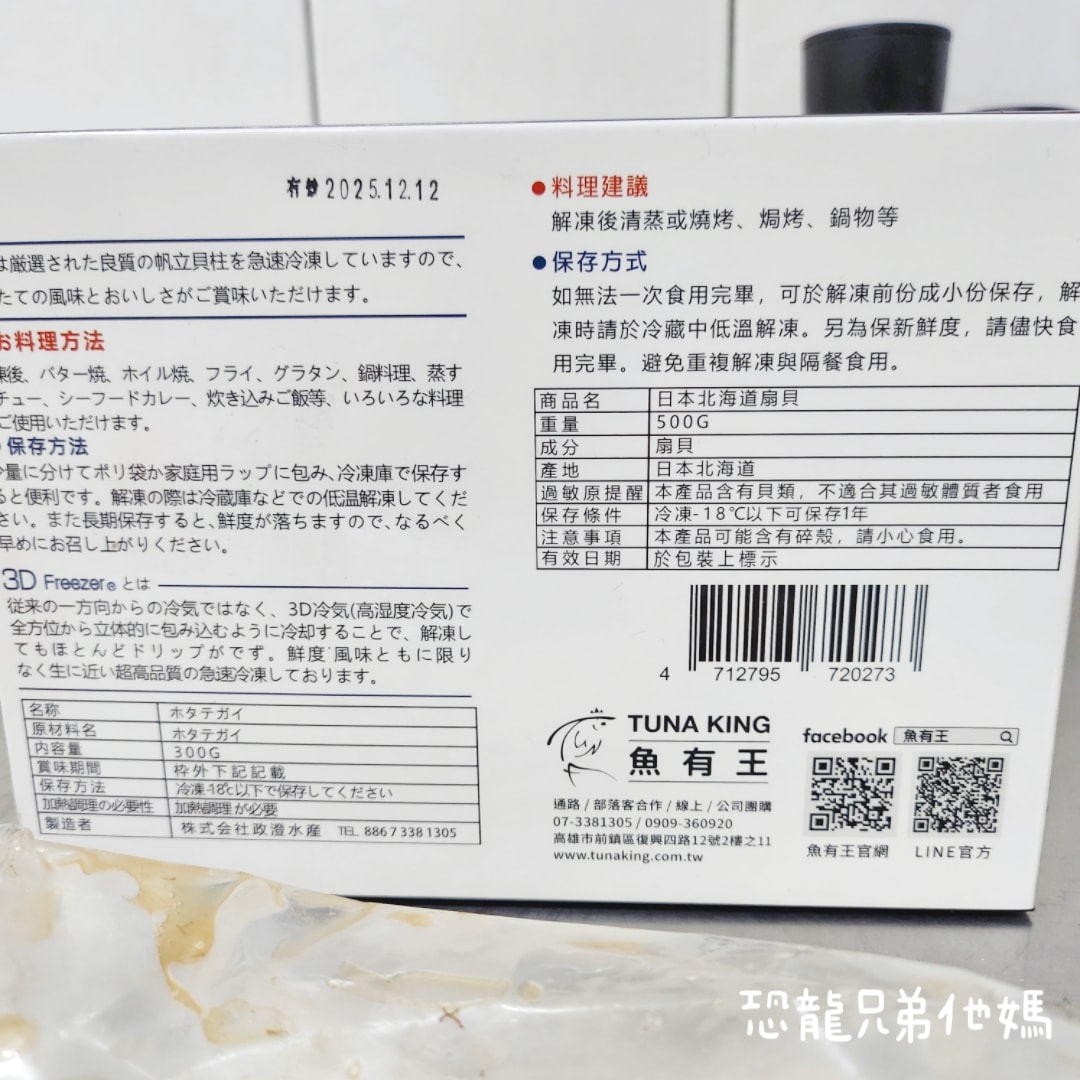 有効 2025.12.12
は厳選された良質の帆立貝柱を急速冷凍していますので、
たての風味とおいしさがご賞味いただけます。
お料理方法
凍後、バター焼、ホイル焼、フライ、グラタン、鍋料理、蒸す
チュー、シーフードカレー、炊き込みご飯等、いろいろな料理
ご使用いただけます。
保存方法
少量に分けてポリ袋か家庭用ラップに包み、冷凍庫で保存す
ると便利です。解凍の際は冷蔵庫などでの低温解凍してくだ
さい。また長期保存すると、鮮度が落ちますので、なるべく
早めにお召し上がりください。
3D Freezer® とは
従来の一方向からの冷気ではなく、3D冷気(高湿度冷気)で
全方位から立体的に包み込むように冷却することで、解凍し
てもほとんどドリップがでず。鮮度・風味ともに限り
なく生に近い超高品質の急速冷凍しております。
名称 ホタテガイ
原材料名 ホタテガイ
内容量 300G
賞味期間 枠外下記記載
保存方法 冷凍-18℃以下で保存してください
加熱調理の必要性 加熱調理が必要
製造者 株式会社政澄水産 TEL. 886 7 338 1305
●料理建議
解凍後清蒸或燒烤、焗烤、鍋物等
●保存方式
如無法一次食用完畢，可於解凍前份成小份保存，解
凍時請於冷藏中低溫解凍。另為保新鮮度，請儘快食
用完畢。避免重複解凍與隔餐食用。
商品名 日本北海道扇貝
重量 500G
成分 扇貝
產地 日本北海道
過敏原提醒 本產品含有貝類，不適合其過敏體質者食用
保存條件 冷凍-18℃以下可保存1年
注意事項 本產品可能含有碎殼，請小心食用。
有效日期 於包裝上標示
4 712795 720273
TUNA KING
魚有王
facebook 魚有王
通路/部落客合作/線上/公司團購
07-3381305/0909-360920
高雄市前鎮區復興四路12號2樓之11
www.tunaking.com.tw
魚有王官網 LINE官方
恐龍兄弟他媽